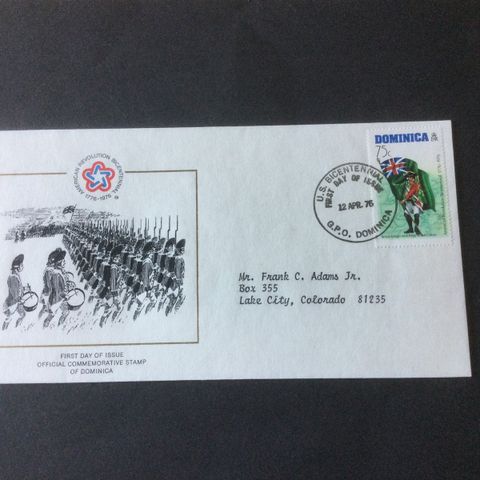 AMERICAN REVOLUTION BICENTENNIAL
1776-1976
FIRST DAY OF ISSUE
OFFICIAL COMMEMORATIVE STAMP
OF DOMINICA
U.S. BICENTENNIAL
FIRST DAY OF ISSUE
12 APR. 76
G.P.O. DOMINICA
DOMINICA
75c
Mr. Frank C. Adams Jr.
Box 355
Lake City, Colorado 81235